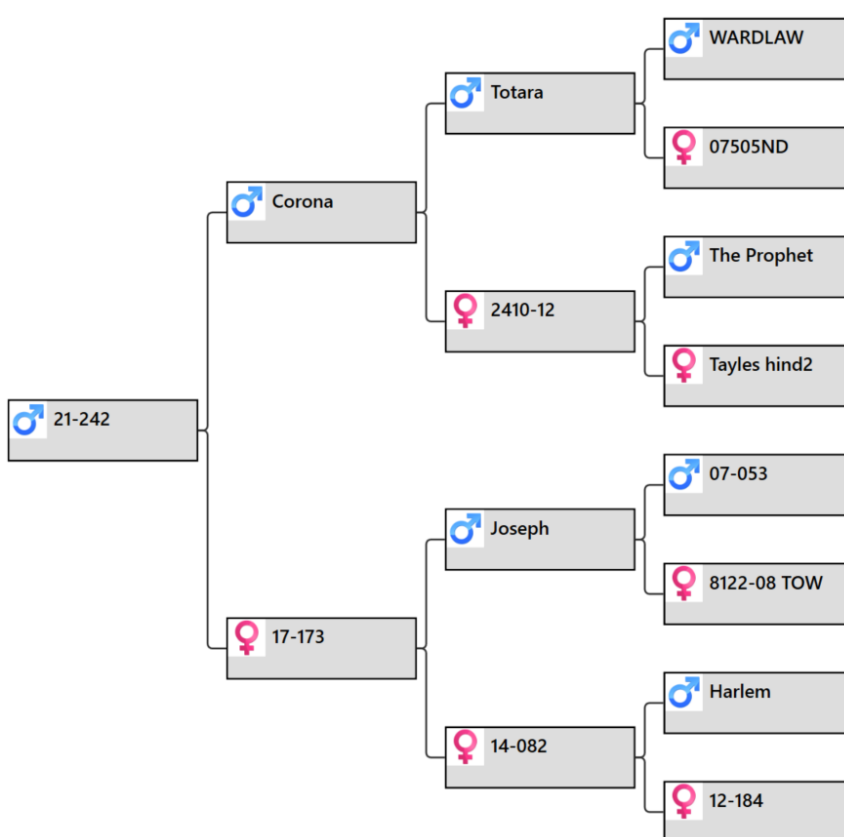 WARDLAW
Totara
07505ND
Corona
The Prophet
2410-12
Tayles hind2
21-242
07-053
Joseph
8122-08 TOW
17-173
Harlem
14-082
12-184